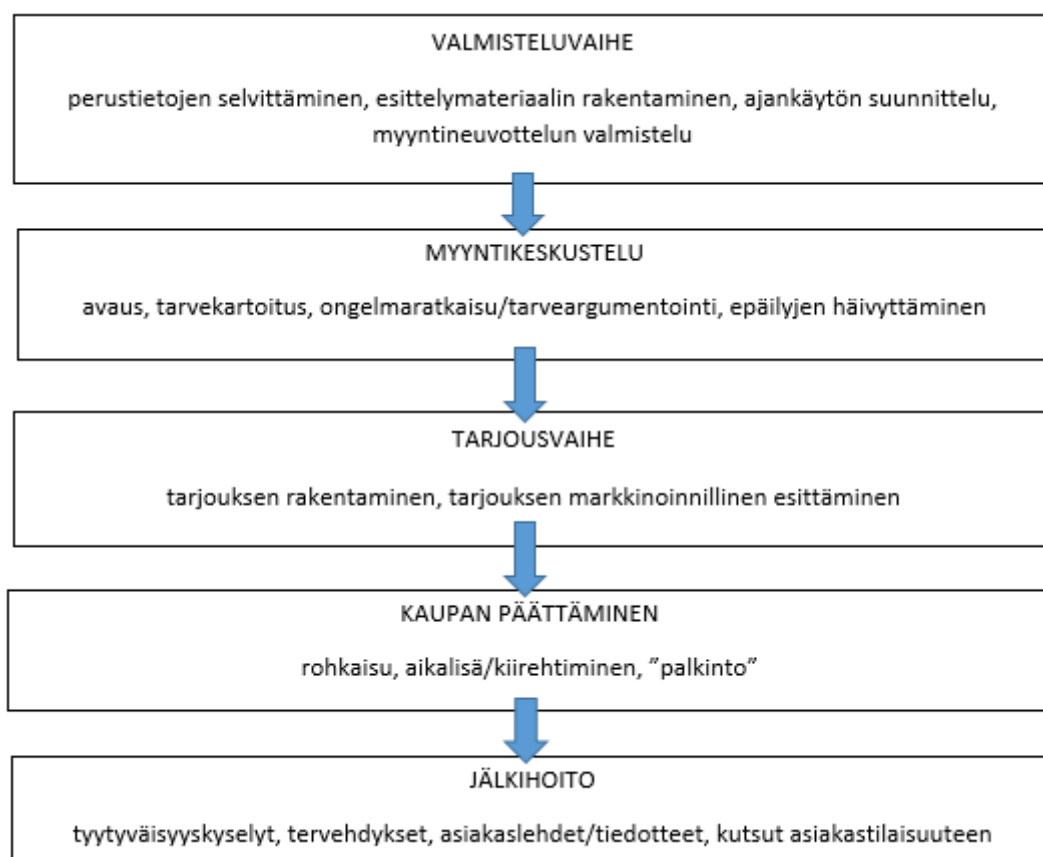 VALMISTELUVAIHE
perustietojen selvittäminen, esittelymateriaalin rakentaminen, ajankäytön suunnittelu,
myyntineuvottelun valmistelu
MYYNTIKESKUSTELU
avaus, tarvekartoitus, ongelmaratkaisu/tarveargumentointi, epäilyjen häivyttäminen
TARJOUSVAIHE
tarjouksen rakentaminen, tarjouksen markkinoinnillinen esittäminen
KAUPAN PÄÄTTÄMINEN
rohkaisu, aikalisä/kiirehtiminen, ”palkinto”
JÄLKIHOITO
tyytyväisyyskyselyt, tervehdykset, asiakaslehdet/tiedotteet, kutsut asiakastilaisuuteen